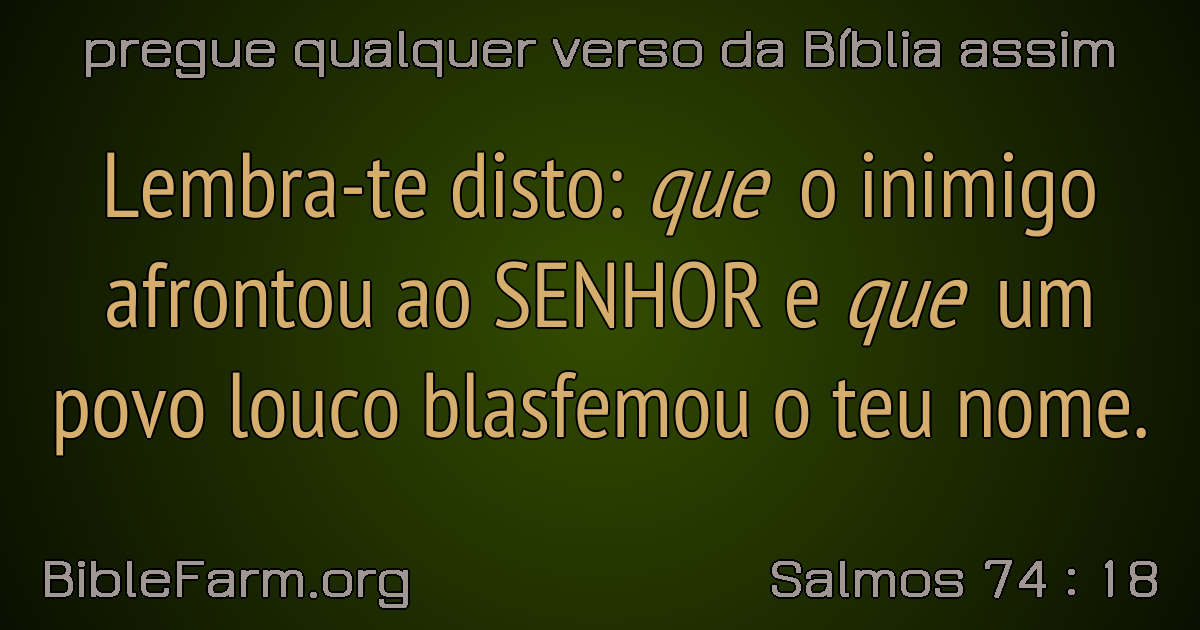 pregue qualquer verso da Bíblia assim
Lembra-te disto: que o inimigo
afrontou ao SENHOR e que um
povo louco blasfemou o teu nome.
BibleFarm.org
Salmos 74 : 18